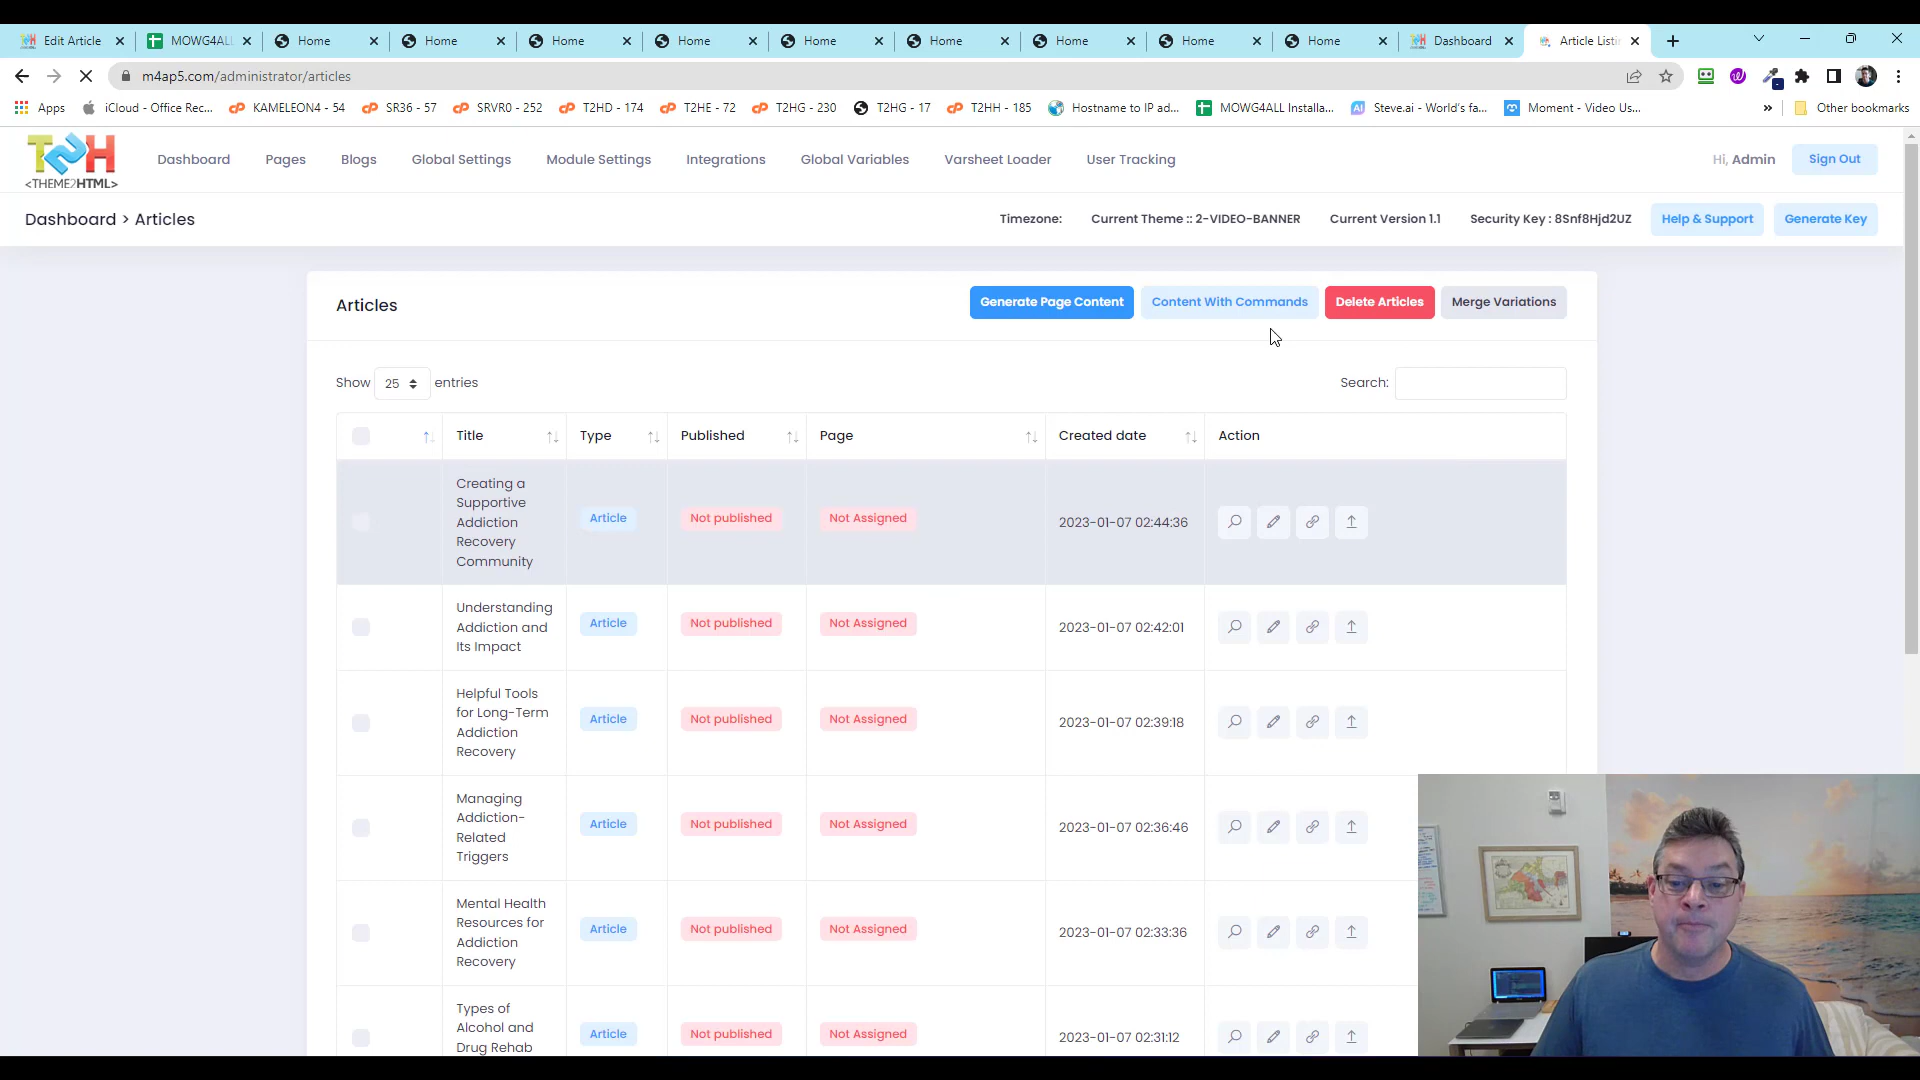 Edit Article
MOWG4ALL
Home
Home
Home
Home
Home
Home
Home
Home
Home
Dashboard
Article Listi
m4ap5.com/administrator/articles
Apps
iCloud - Office Rec...
KAMELEON4 - 54
SR36 - 57
SRVR0 - 252
T2HD - 174
T2HE - 72
T2HG - 230
T2HG - 17
T2HH - 185
Hostname to IP ad...
MOWG4ALL Installa...
Steve.ai - World's fa...
Moment - Video Us...
»
Other bookmarks
T2H
<THEME2HTML>
Dashboard
Pages
Blogs
Global Settings
Module Settings
Integrations
Global Variables
Varsheet Loader
User Tracking
Hi, Admin
Sign Out
Dashboard > Articles
Timezone:
Current Theme :: 2-VIDEO-BANNER
Current Version 1.1
Security Key : 8Snf8Hjd2UZ
Help & Support
Generate Key
Articles
Generate Page Content
Content With Commands
Delete Articles
Merge Variations
Show 25 entries
Search:
Title
Type
Published
Page
Created date
Action
Creating a
Supportive
Addiction
Recovery
Community
Article
Not published
Not Assigned
2023-01-07 02:44:36
Understanding
Addiction and
Its Impact
Article
Not published
Not Assigned
2023-01-07 02:42:01
Helpful Tools
for Long-Term
Addiction
Recovery
Article
Not published
Not Assigned
2023-01-07 02:39:18
Managing
Addiction-
Related
Triggers
Article
Not published
Not Assigned
2023-01-07 02:36:46
Mental Health
Resources for
Addiction
Recovery
Article
Not published
Not Assigned
2023-01-07 02:33:36
Types of
Alcohol and
Drug Rehab
Article
Not published
Not Assigned
2023-01-07 02:31:12